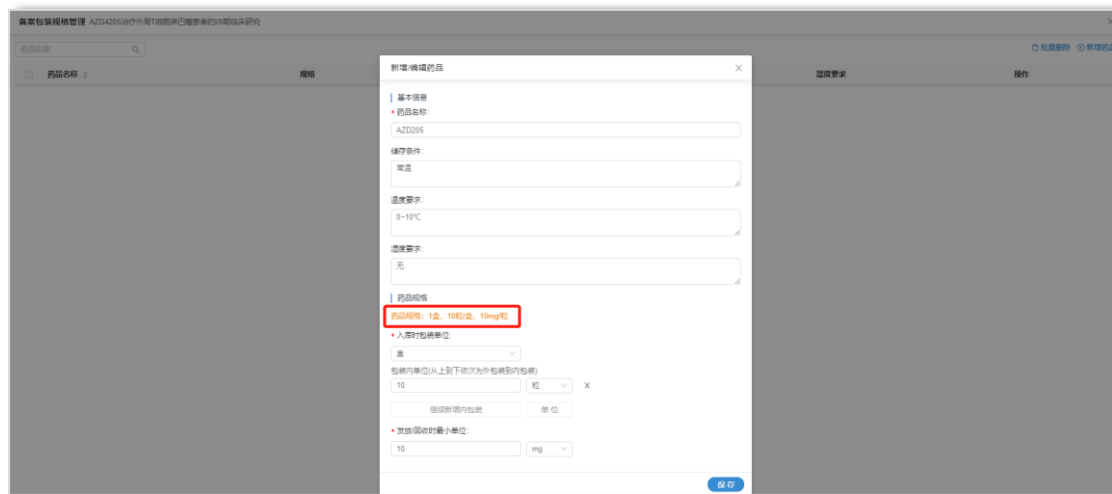 备案包装规格管理 AZD4205治疗外周T细胞淋巴瘤患者的I/II期临床研究
药品名称
批量删除 新增药品
药品名称 规格 湿度要求 操作
新增/编辑药品
基本信息
* 药品名称:
AZD205
储存条件:
常温
温度要求:
0~10℃
湿度要求:
无
药品规格
药品规格：1盒、10粒/盒、10mg/粒
* 入库时包装单位:
盒
包装内单位(从上到下依次为外包装到内包装)
10 粒 X
继续新增内包装 单位
* 发放/回收时最小单位:
10 mg
保存